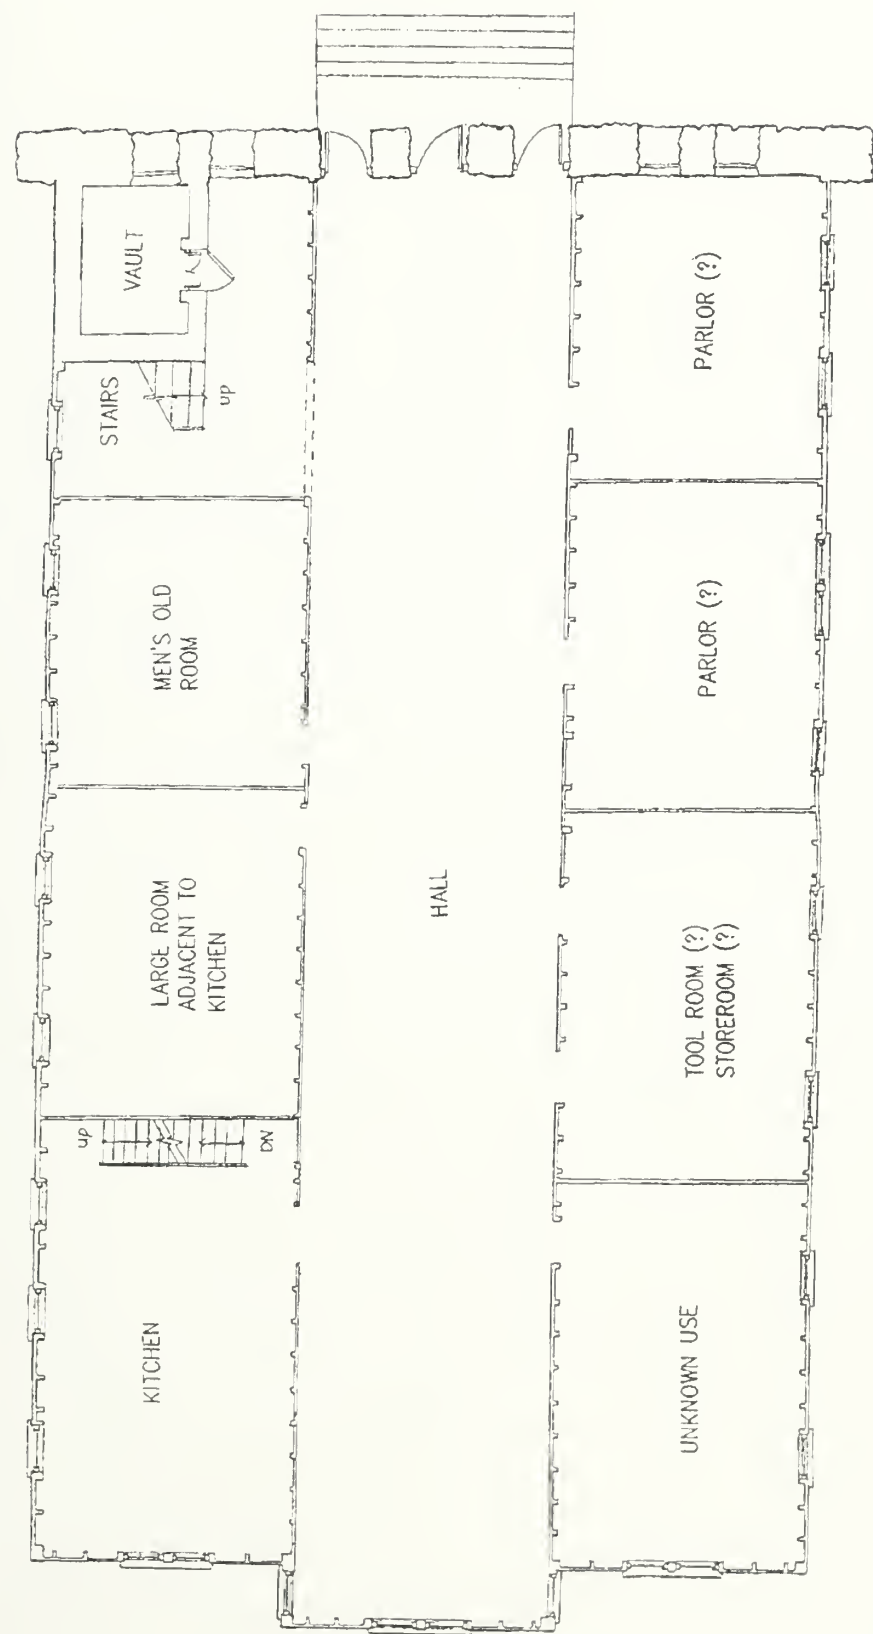 VAULT
STAIRS
up
MEN'S OLD
ROOM
LARGE ROOM
ADJACENT TO
KITCHEN
up
DN
KITCHEN
HALL
PARLOR (?)
PARLOR (?)
TOOL ROOM (?)
STOREROOM (?)
UNKNOWN USE